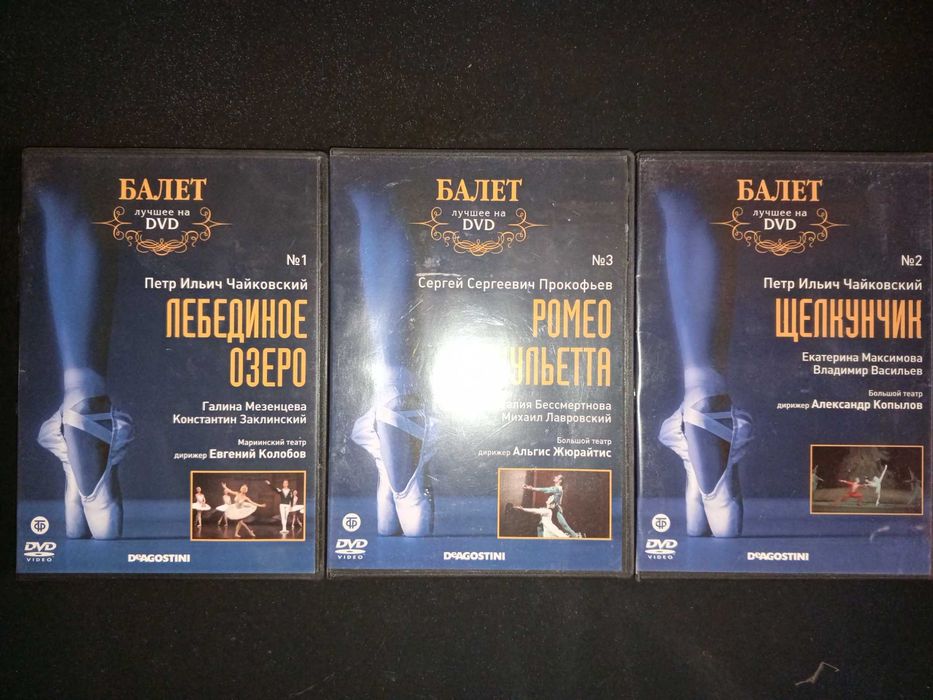 БАЛЕТ
лучшее на
DVD
№1
Петр Ильич Чайковский
ЛЕБЕДИНОЕ
ОЗЕРО
Галина Мезенцева
Константин Заклинский
Мариинский театр
дирижер Евгений Колобов
DVD
VIDEO
DeAGOSTINI
БАЛЕТ
лучшее на
DVD
№3
Сергей Сергеевич Прокофьев
РОМЕО
Бессмертнова
Михаил Лавровский
Большой театр
дирижер Альгис Жюрайтис
DVD
VIDEO
DeAGOSTINI
БАЛЕТ
лучшее на
DVD
№2
Петр Ильич Чайковский
ЩЕЛКУНЧИК
Екатерина Максимова
Владимир Васильев
Большой театр
дирижер Александр Копылов
DVD
VIDEO
DeAGOSTINI